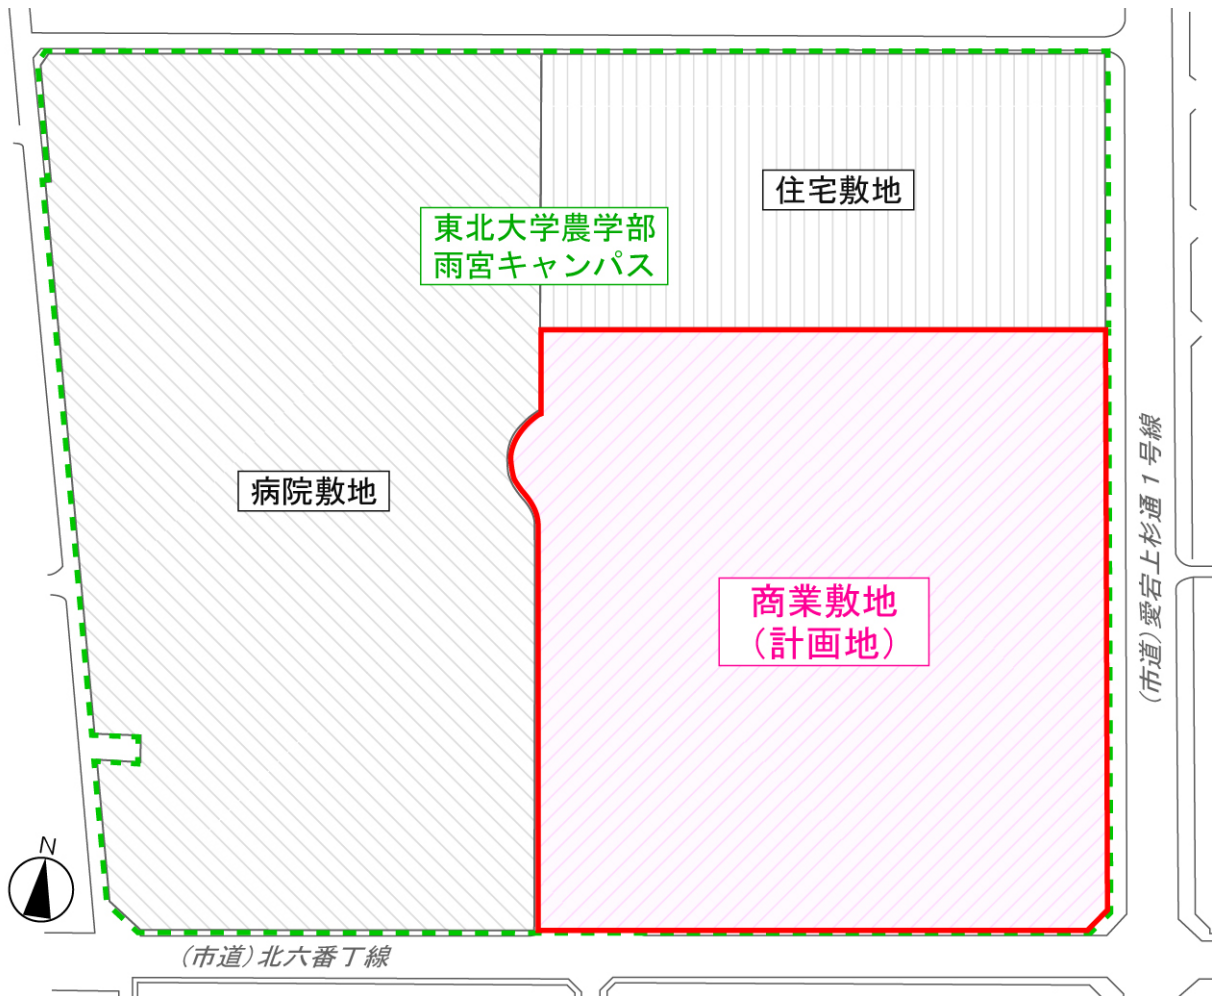 住宅敷地
東北大学農学部
雨宮キャンパス
病院敷地
商業敷地
(計画地)
(市道)愛宕上杉通1号線
N
(市道)北六番丁線